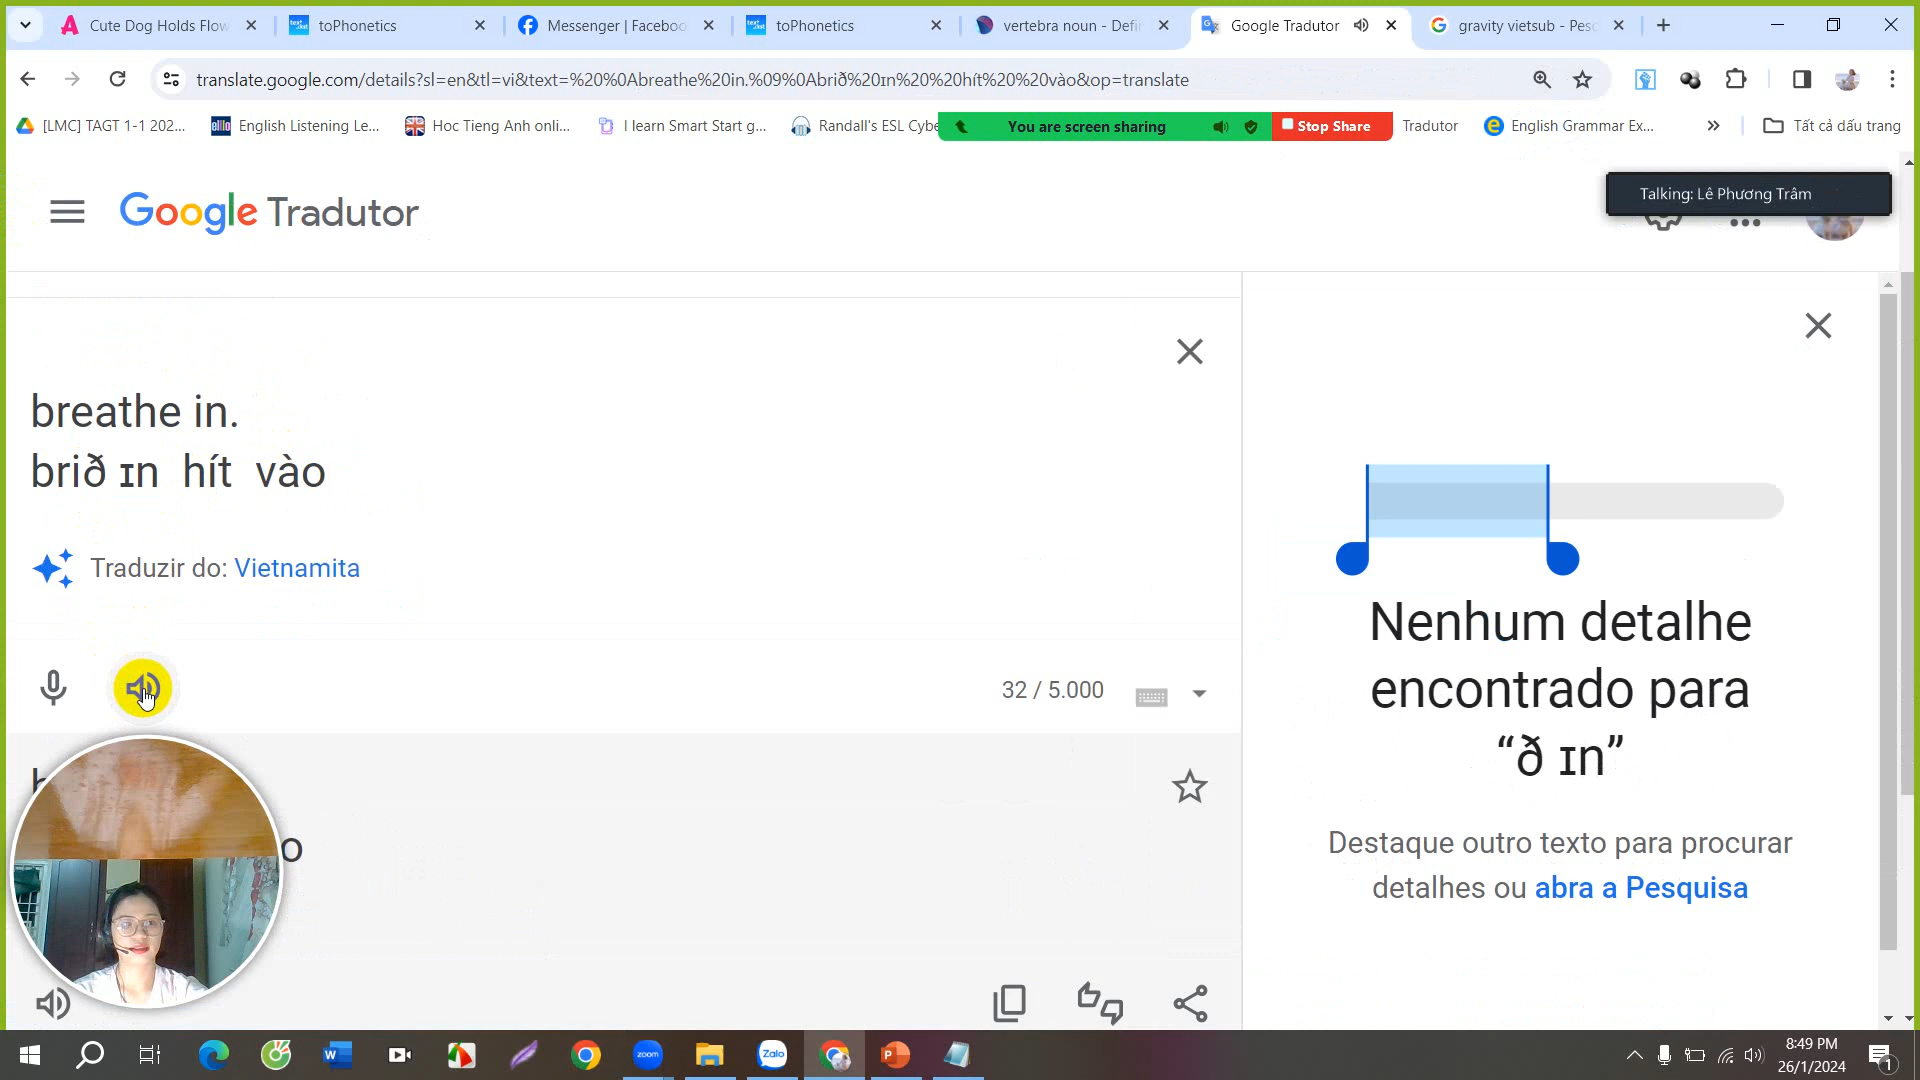 Cute Dog Holds Flow
toPhonetics
Messenger | Faceboo
toPhonetics
vertebra noun - Defin
Google Tradutor
gravity vietsub - Pesq
translate.google.com/details?sl=en&tl=vi&text=%20%0Abreathe%20in.%09%0Abrið%20ɪn%20%20hít%20%20vào&op=translate
[LMC] TAGT 1-1 202...
English Listening Le...
Hoc Tieng Anh onli...
I learn Smart Start g...
Randall's ESL Cybe
You are screen sharing
Stop Share
Tradutor
English Grammar Ex...
Tất cả dấu trang
Google Tradutor
Talking: Lê Phương Trâm
breathe in.
brið ɪn hít vào
Traduzir do: Vietnamita
32 / 5.000
o
Nenhum detalhe
encontrado para
“ð ɪn”
Destaque outro texto para procurar
detalhes ou abra a Pesquisa
zoom
Zalo
8:49 PM
26/1/2024
1